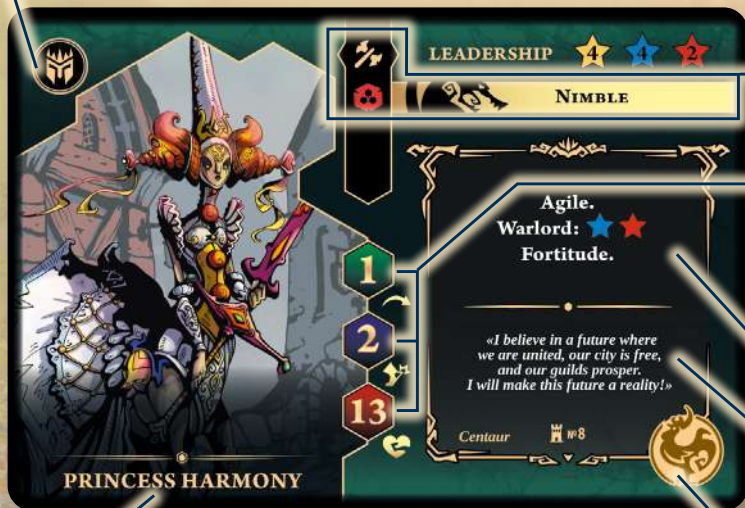 LEADERSHIP 4 4 2
NIMBLE
Agile.
Warlord:
Fortitude.
1
2
13
«I believe in a future where
we are united, our city is free,
and our guilds prosper.
I will make this future a reality!»
Centaur №8
PRINCESS HARMONY